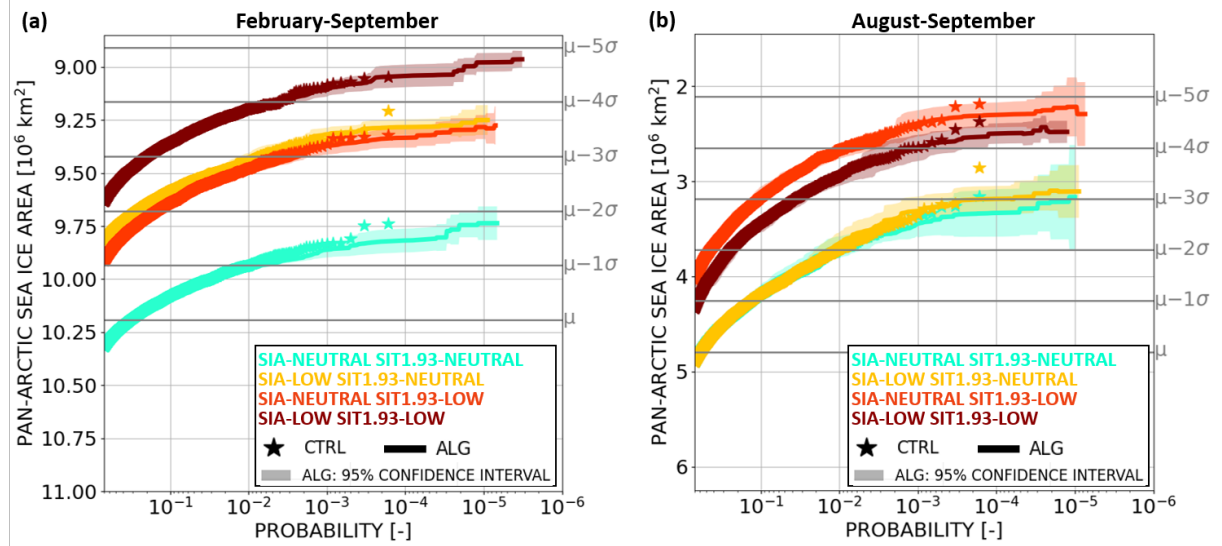 (a)
February-September
PAN-ARCTIC SEA ICE AREA [10⁶ km²]
9.00
9.25
9.50
9.75
10.00
10.25
10.50
10.75
11.00
μ−5σ
μ−4σ
μ−3σ
μ−2σ
μ−1σ
μ
SIA-NEUTRAL SIT1.93-NEUTRAL
SIA-LOW SIT1.93-NEUTRAL
SIA-NEUTRAL SIT1.93-LOW
SIA-LOW SIT1.93-LOW
CTRL ALG
ALG: 95% CONFIDENCE INTERVAL
10⁻¹ 10⁻² 10⁻³ 10⁻⁴ 10⁻⁵ 10⁻⁶
PROBABILITY [-]
(b)
August-September
PAN-ARCTIC SEA ICE AREA [10⁶ km²]
2
3
4
5
6
μ−5σ
μ−4σ
μ−3σ
μ−2σ
μ−1σ
μ
SIA-NEUTRAL SIT1.93-NEUTRAL
SIA-LOW SIT1.93-NEUTRAL
SIA-NEUTRAL SIT1.93-LOW
SIA-LOW SIT1.93-LOW
CTRL ALG
ALG: 95% CONFIDENCE INTERVAL
10⁻¹ 10⁻² 10⁻³ 10⁻⁴ 10⁻⁵ 10⁻⁶
PROBABILITY [-]